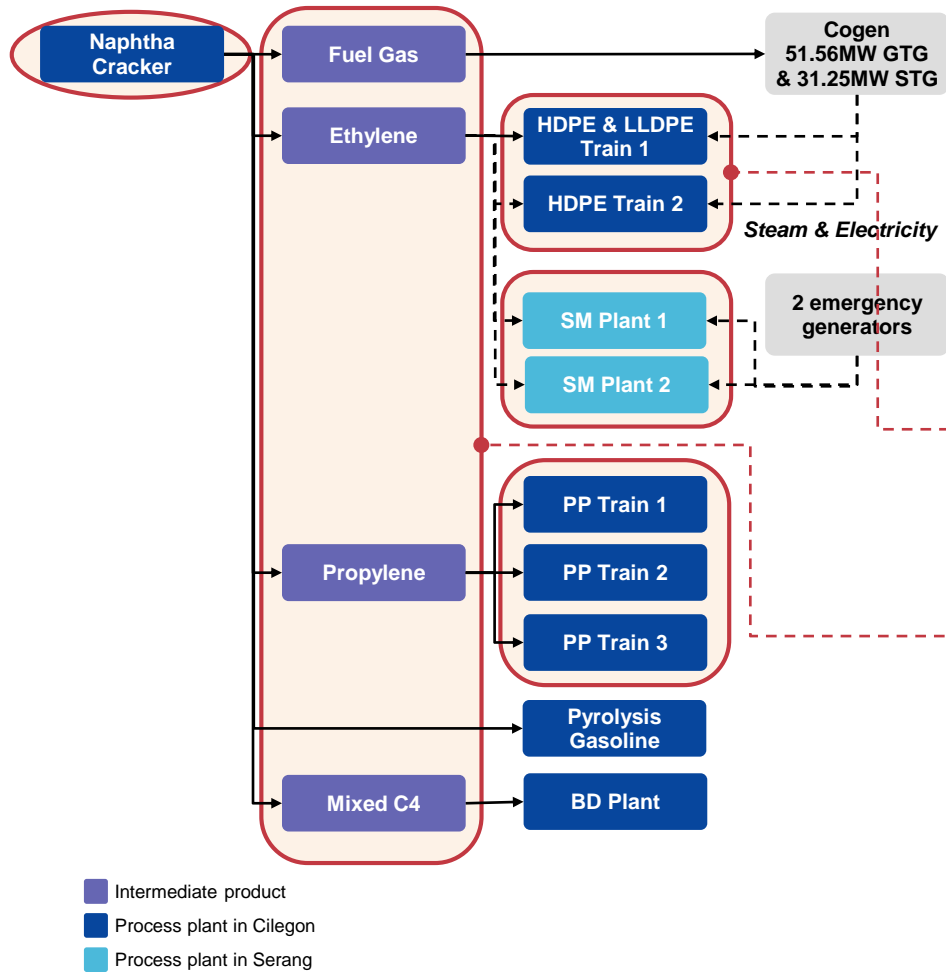 Naphtha
Cracker
Fuel Gas
Cogen
51.56MW GTG
& 31.25MW STG
Ethylene
HDPE & LLDPE
Train 1
HDPE Train 2
Steam & Electricity
SM Plant 1
2 emergency
generators
SM Plant 2
PP Train 1
Propylene
PP Train 2
PP Train 3
Pyrolysis
Gasoline
Mixed C4
BD Plant
Intermediate product
Process plant in Cilegon
Process plant in Serang